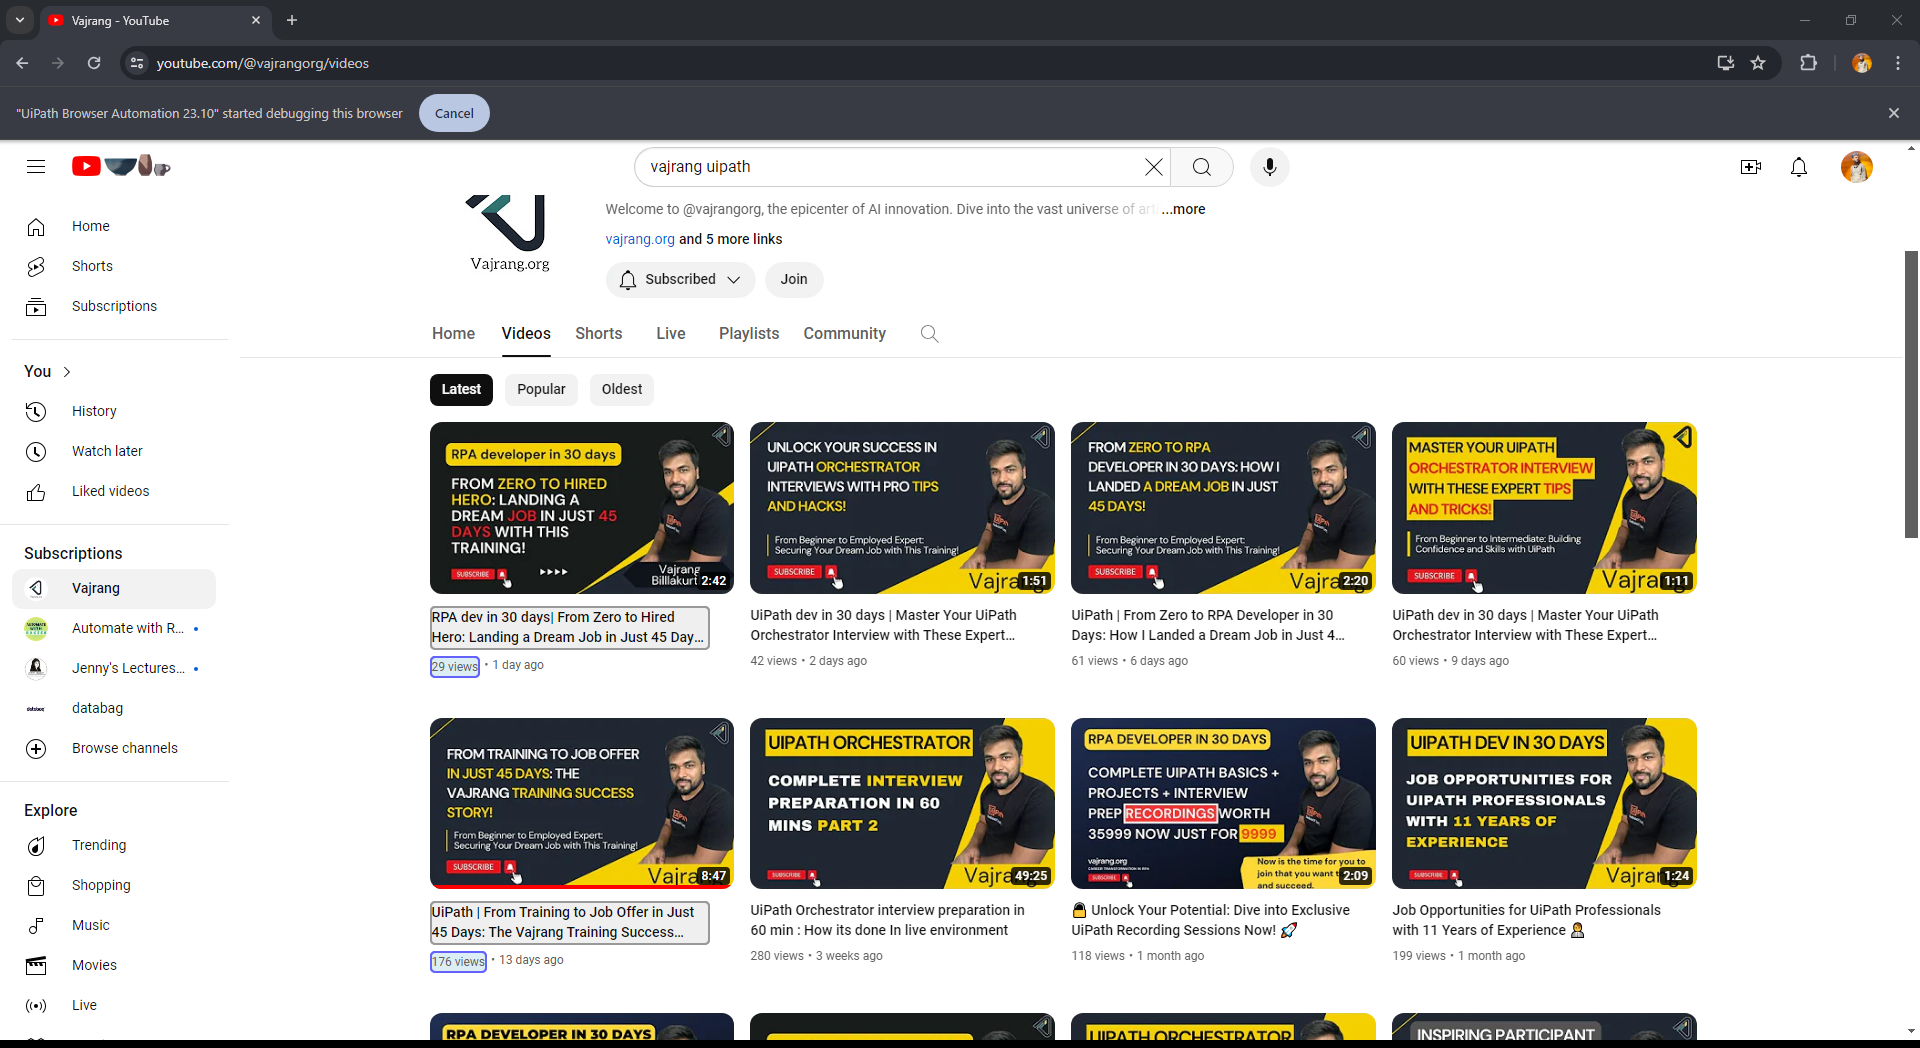 Vajrang - YouTube
youtube.com/@vajrangorg/videos
"UiPath Browser Automation 23.10" started debugging this browser
Cancel
vajrang uipath
Welcome to @vajrangorg, the epicenter of AI innovation. Dive into the vast universe of art ...more
vajrang.org and 5 more links
Vajrang.org
Subscribed
Join
Home
Shorts
Subscriptions
You
History
Watch later
Liked videos
Subscriptions
Vajrang
Automate with R...
Jenny's Lectures...
databag
Browse channels
Explore
Trending
Shopping
Music
Movies
Live
Home Videos Shorts Live Playlists Community
Latest Popular Oldest
RPA developer in 30 days
FROM ZERO TO HIRED
HERO: LANDING A
DREAM JOB IN JUST 45
DAYS WITH THIS
TRAINING!
SUBSCRIBE
Vajrang
Billlakurt
2:42
RPA dev in 30 days| From Zero to Hired
Hero: Landing a Dream Job in Just 45 Day...
29 views • 1 day ago
UNLOCK YOUR SUCCESS IN
UIPATH ORCHESTRATOR
INTERVIEWS WITH PRO TIPS
AND HACKS!
From Beginner to Employed Expert:
Securing Your Dream Job with This Training!
SUBSCRIBE
Vajra
1:51
UiPath dev in 30 days | Master Your UiPath
Orchestrator Interview with These Expert...
42 views • 2 days ago
FROM ZERO TO RPA
DEVELOPER IN 30 DAYS: HOW I
LANDED A DREAM JOB IN JUST
45 DAYS!
From Beginner to Employed Expert:
Securing Your Dream Job with This Training!
SUBSCRIBE
Vajra
2:20
UiPath | From Zero to RPA Developer in 30
Days: How I Landed a Dream Job in Just 4...
61 views • 6 days ago
MASTER YOUR UIPATH
ORCHESTRATOR INTERVIEW
WITH THESE EXPERT TIPS
AND TRICKS!
From Beginner to Intermediate: Building
Confidence and Skills with UiPath
SUBSCRIBE
Vajra
1:11
UiPath dev in 30 days | Master Your UiPath
Orchestrator Interview with These Expert...
60 views • 9 days ago
FROM TRAINING TO JOB OFFER
IN JUST 45 DAYS: THE
VAJRANG TRAINING SUCCESS
STORY!
From Beginner to Employed Expert:
Securing Your Dream Job with This Training!
SUBSCRIBE
Vajra
8:47
UiPath | From Training to Job Offer in Just
45 Days: The Vajrang Training Success...
176 views • 13 days ago
UIPATH ORCHESTRATOR
COMPLETE INTERVIEW
PREPARATION IN 60
MINS PART 2
SUBSCRIBE
Vajra
49:25
UiPath Orchestrator interview preparation in
60 min : How its done In live environment
280 views • 3 weeks ago
RPA DEVELOPER IN 30 DAYS
COMPLETE UIPATH BASICS +
PROJECTS + INTERVIEW
PREP RECORDINGS WORTH
35999 NOW JUST FOR 9999
vajrang.org
SUBSCRIBE
Now is the time for you to
join that you want t
and succeed.
2:09
Unlock Your Potential: Dive into Exclusive
UiPath Recording Sessions Now!
118 views • 1 month ago
UIPATH DEV IN 30 DAYS
JOB OPPORTUNITIES FOR
UIPATH PROFESSIONALS
WITH 11 YEARS OF
EXPERIENCE
SUBSCRIBE
Vajra
1:24
Job Opportunities for UiPath Professionals
with 11 Years of Experience
199 views • 1 month ago
RPA DEVELOPER IN 30 DAYS
UIPATH ORCHESTRATOR
INSPIRING PARTICIPANT